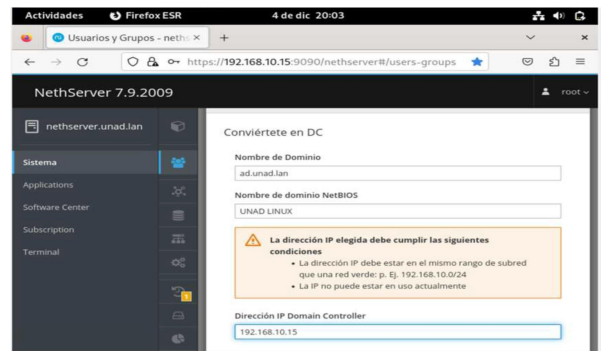 Actividades Firefox ESR 4 de dic 20:03
Usuarios y Grupos - neths × +
https://192.168.10.15:9090/nethserver#/users-groups
NethServer 7.9.2009 root
nethserver.unad.lan
Sistema
Applications
Software Center
Subscription
Terminal
1
Conviértete en DC
Nombre de Dominio
ad.unad.lan
Nombre de dominio NetBIOS
UNAD LINUX
La dirección IP elegida debe cumplir las siguientes
condiciones
• La dirección IP debe estar en el mismo rango de subred
que una red verde: p. Ej. 192.168.10.0/24
• La IP no puede estar en uso actualmente
Dirección IP Domain Controller
192.168.10.15